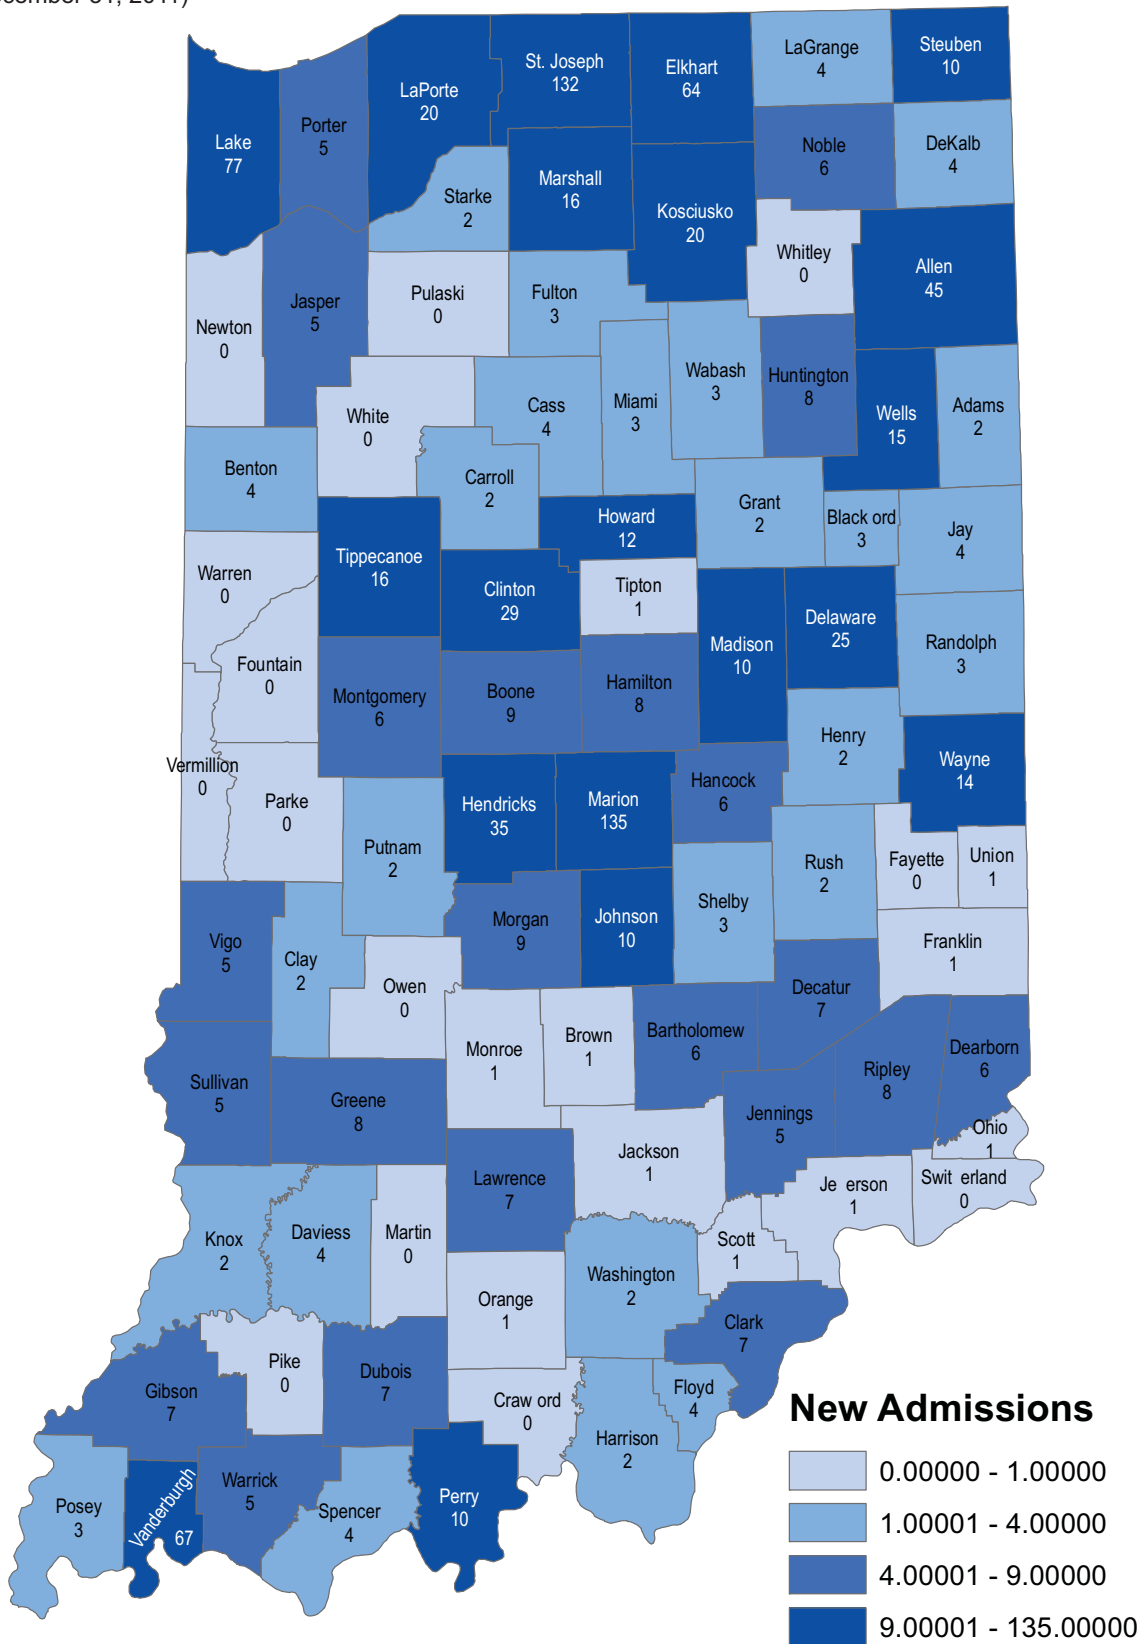 LaGrange
4
Steuben
10
St. Joseph
132
Elkhart
64
LaPorte
20
Porter
5
Lake
77
Noble
6
DeKalb
4
Marshall
16
Starke
2
Kosciusko
20
Whitley
0
Allen
45
Pulaski
0
Fulton
3
Jasper
5
Newton
0
Wabash
3
Huntington
8
Miami
3
Cass
4
White
0
Wells
15
Adams
2
Benton
4
Carroll
2
Grant
2
Howard
12
Black ord
3
Jay
4
Tippecanoe
16
Warren
0
Clinton
29
Tipton
1
Delaware
25
Madison
10
Randolph
3
Fountain
0
Montgomery
6
Boone
9
Hamilton
8
Henry
2
Wayne
14
Vermillion
0
Parke
0
Hendricks
35
Marion
135
Hancock
6
Putnam
2
Rush
2
Fayette
0
Union
1
Shelby
3
Morgan
9
Johnson
10
Vigo
5
Clay
2
Owen
0
Franklin
1
Decatur
7
Bartholomew
6
Brown
1
Monroe
1
Dearborn
6
Ripley
8
Sullivan
5
Greene
8
Jennings
5
Ohio
1
Jackson
1
Lawrence
7
Je erson
1
Swit erland
0
Knox
2
Daviess
4
Martin
0
Scott
1
Washington
2
Orange
1
Clark
7
Pike
0
Dubois
7
Gibson
7
Craw ord
0
Floyd
4
Harrison
2
Warrick
5
Vanderburgh
67
Posey
3
Spencer
4
Perry
10
New Admissions
0.00000 - 1.00000
1.00001 - 4.00000
4.00001 - 9.00000
9.00001 - 135.00000